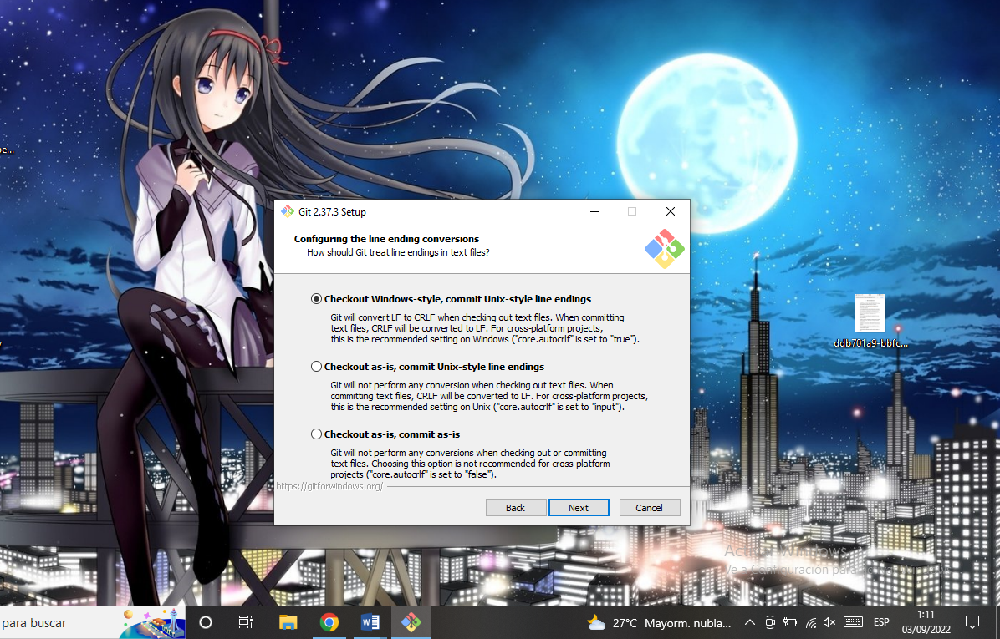 Git 2.37.3 Setup
Configuring the line ending conversions
How should Git treat line endings in text files?
Checkout Windows-style, commit Unix-style line endings
Git will convert LF to CRLF when checking out text files. When committing
text files, CRLF will be converted to LF. For cross-platform projects,
this is the recommended setting on Windows ("core.autocrlf" is set to "true").
Checkout as-is, commit Unix-style line endings
Git will not perform any conversion when checking out text files. When
committing text files, CRLF will be converted to LF. For cross-platform projects,
this is the recommended setting on Unix ("core.autocrlf" is set to "input").
Checkout as-is, commit as-is
Git will not perform any conversions when checking out or committing
text files. Choosing this option is not recommended for cross-platform
projects ("core.autocrlf" is set to "false").
https://gitforwindows.org/
Back Next Cancel
ddb701a9-bbfc...
Windows
Ve a Configuración para
para buscar
27°C Mayorm. nubla...
ESP
1:11
03/09/2022